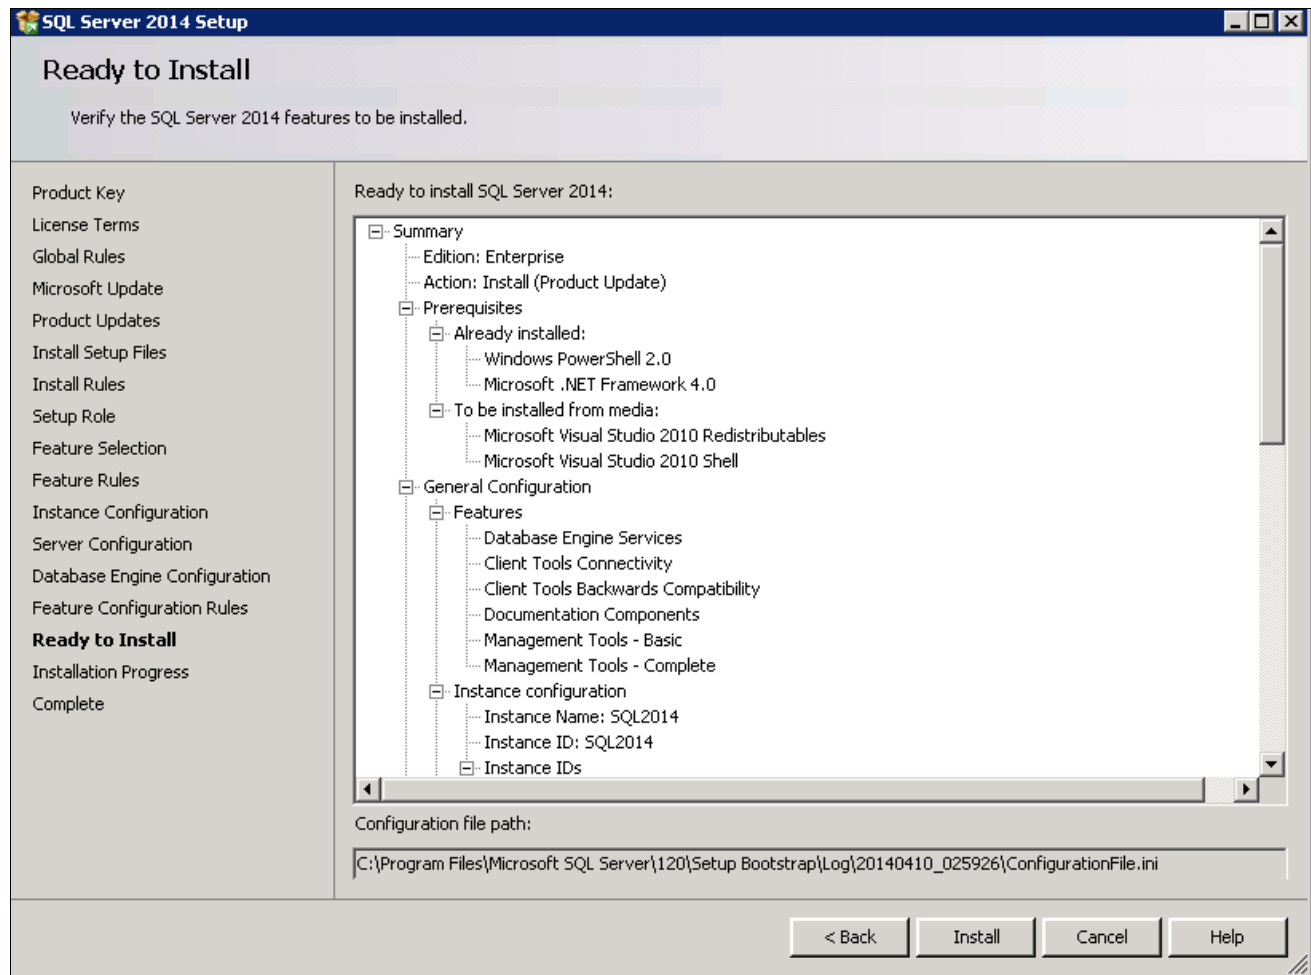 SQL Server 2014 Setup
Ready to Install
Verify the SQL Server 2014 features to be installed.
Product Key
License Terms
Global Rules
Microsoft Update
Product Updates
Install Setup Files
Install Rules
Setup Role
Feature Selection
Feature Rules
Instance Configuration
Server Configuration
Database Engine Configuration
Feature Configuration Rules
Ready to Install
Installation Progress
Complete
Ready to install SQL Server 2014:
Summary
Edition: Enterprise
Action: Install (Product Update)
Prerequisites
Already installed:
Windows PowerShell 2.0
Microsoft .NET Framework 4.0
To be installed from media:
Microsoft Visual Studio 2010 Redistributables
Microsoft Visual Studio 2010 Shell
General Configuration
Features
Database Engine Services
Client Tools Connectivity
Client Tools Backwards Compatibility
Documentation Components
Management Tools - Basic
Management Tools - Complete
Instance configuration
Instance Name: SQL2014
Instance ID: SQL2014
Instance IDs
Configuration file path:
C:\Program Files\Microsoft SQL Server\120\Setup Bootstrap\Log\20140410_025926\ConfigurationFile.ini
< Back
Install
Cancel
Help